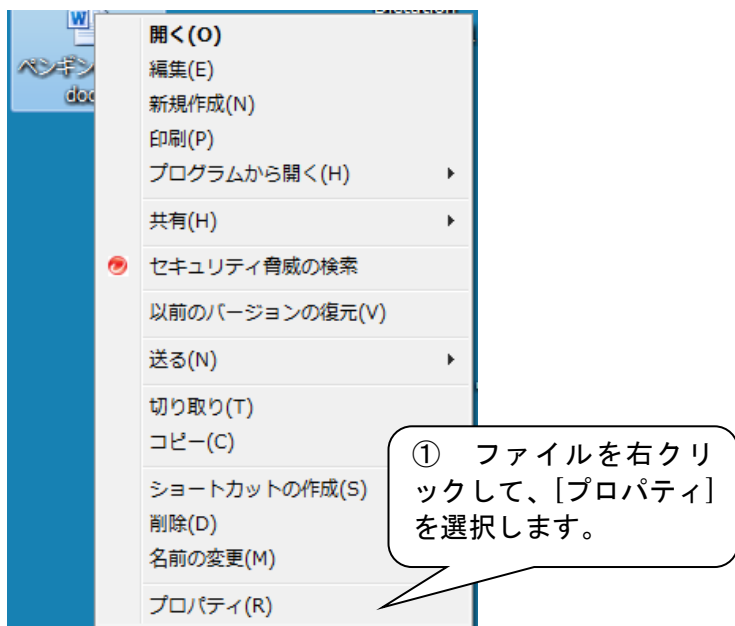 ペンギン
doc
開く(O)
編集(E)
新規作成(N)
印刷(P)
プログラムから開く(H)
共有(H)
セキュリティ脅威の検索
以前のバージョンの復元(V)
送る(N)
切り取り(T)
コピー(C)
ショートカットの作成(S)
削除(D)
名前の変更(M)
プロパティ(R)
① ファイルを右クリ
ックして、[プロパティ]
を選択します。